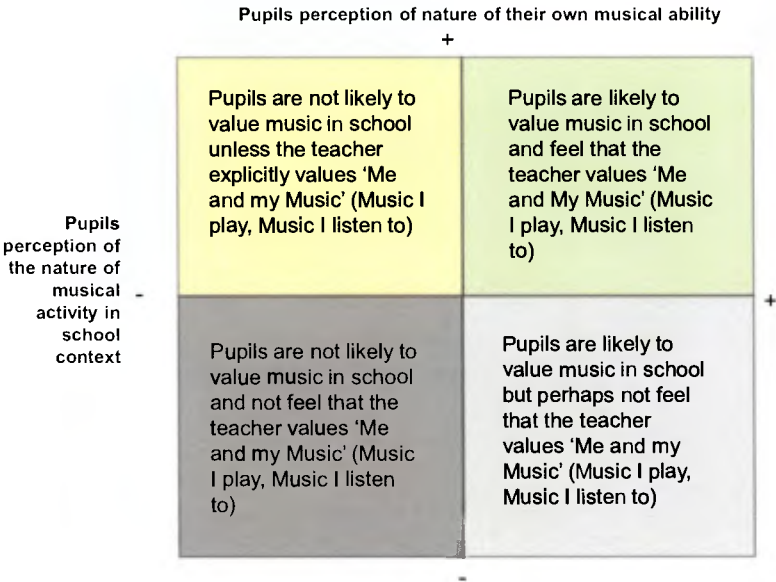 Pupils perception of nature of their own musical ability
+
Pupils are not likely to
value music in school
unless the teacher
explicitly values ‘Me
and my Music’ (Music I
play, Music I listen to)
Pupils are likely to
value music in school
and feel that the
teacher values ‘Me
and My Music’ (Music
I play, Music I listen
to)
Pupils
perception of
the nature of
musical
activity in
school
context
-
+
Pupils are not likely to
value music in school
and not feel that the
teacher values ‘Me
and my Music’ (Music
I play, Music I listen
to)
Pupils are likely to
value music in school
but perhaps not feel
that the teacher
values ‘Me and my
Music’ (Music I play,
Music I listen to)
-